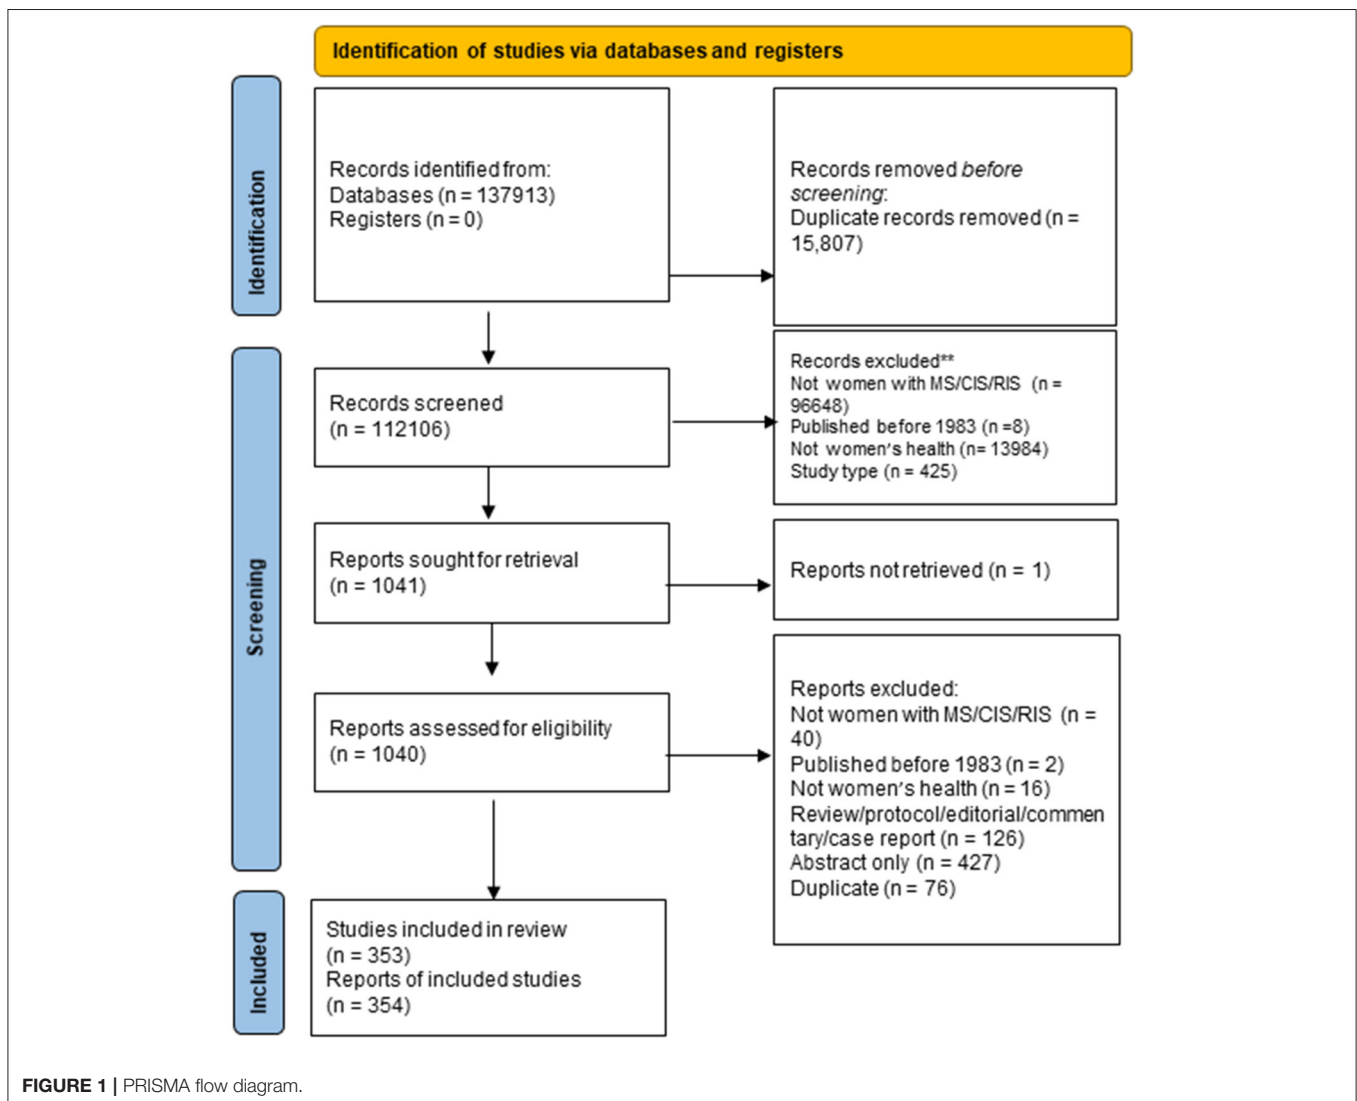 Identification of studies via databases and registers
Identification
Records identified from:
Databases (n = 137913)
Registers (n = 0)
Records removed before
screening:
Duplicate records removed (n =
15,807)
Screening
Records screened
(n = 112106)
Records excluded**
Not women with MS/CIS/RIS (n =
96648)
Published before 1983 (n =8)
Not women's health (n= 13984)
Study type (n = 425)
Reports sought for retrieval
(n = 1041)
Reports not retrieved (n = 1)
Reports assessed for eligibility
(n = 1040)
Reports excluded:
Not women with MS/CIS/RIS (n =
40)
Published before 1983 (n = 2)
Not women's health (n = 16)
Review/protocol/editorial/commen
tary/case report (n = 126)
Abstract only (n = 427)
Duplicate (n = 76)
Included
Studies included in review
(n = 353)
Reports of included studies
(n = 354)
FIGURE 1 | PRISMA flow diagram.